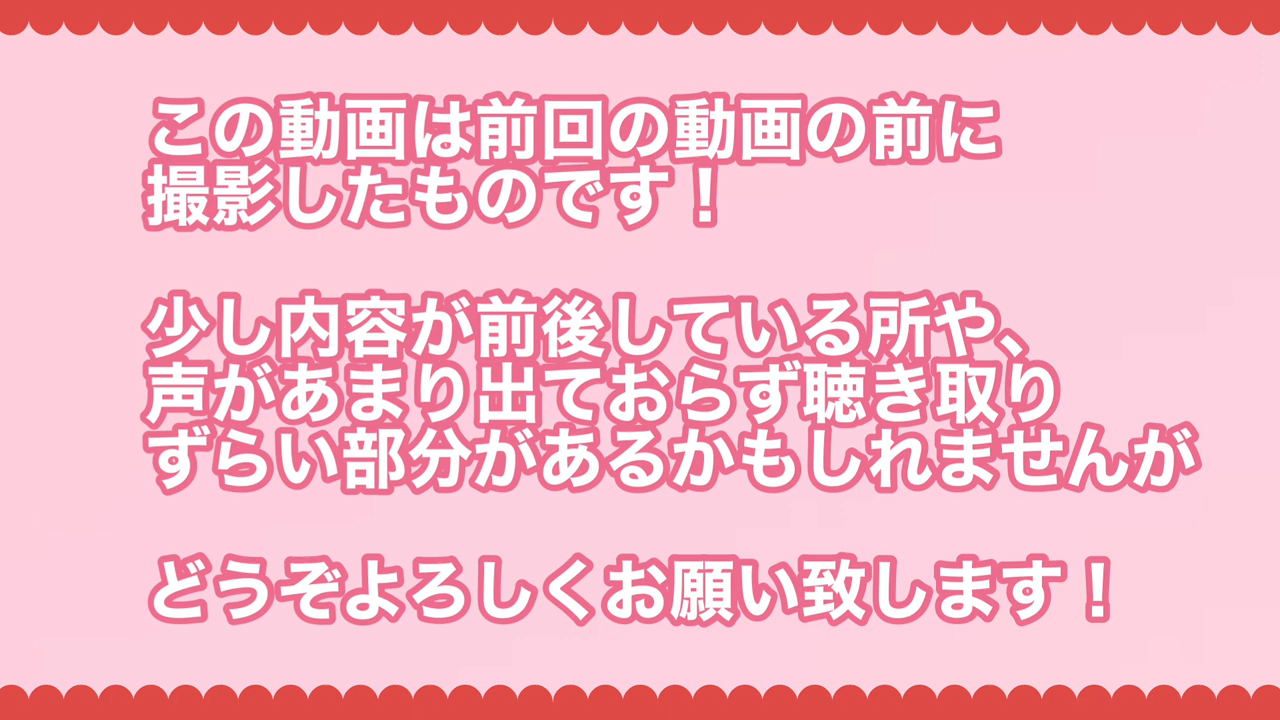 この動画は前回の動画の前に
撮影したものです！
少し内容が前後している所や、
声があまり出ておらず聴き取り
ずらい部分があるかもしれませんが
どうぞよろしくお願い致します！